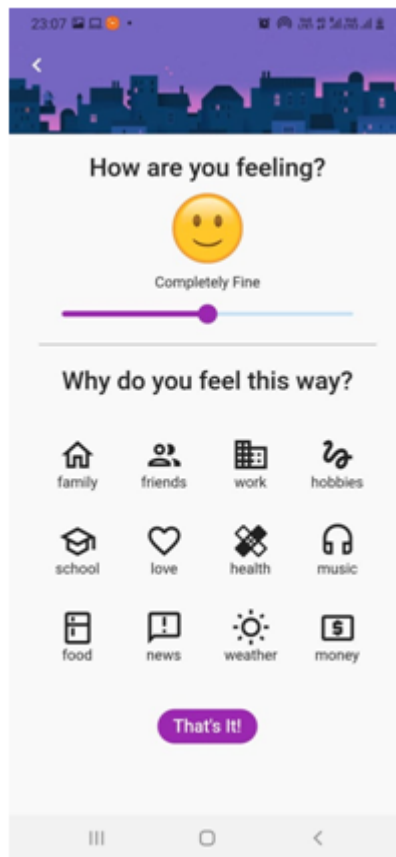 23:07
How are you feeling?
Completely Fine
Why do you feel this way?
family friends work hobbies
school love health music
food news weather money
That's It!